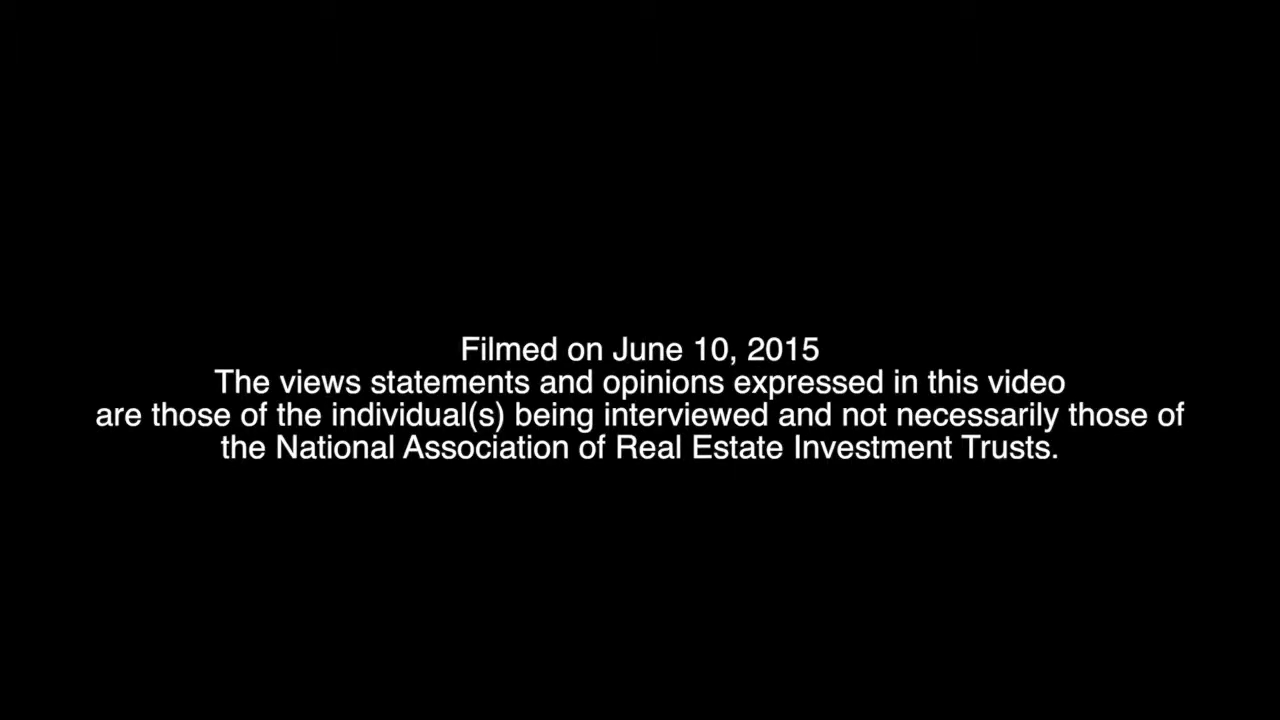 Filmed on June 10, 2015
The views statements and opinions expressed in this video
are those of the individual(s) being interviewed and not necessarily those of
the National Association of Real Estate Investment Trusts.